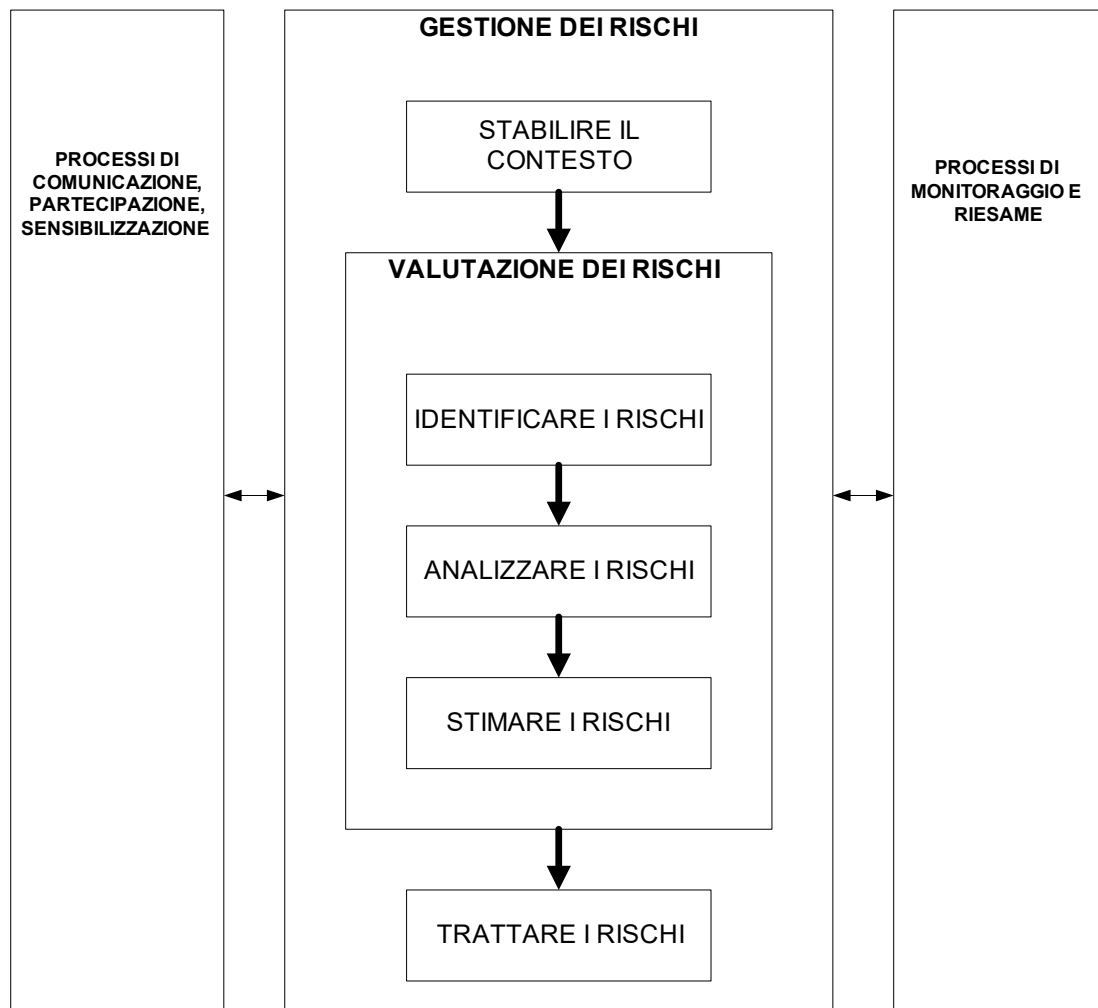 GESTIONE DEI RISCHI
STABILIRE IL
CONTESTO
PROCESSI DI
COMUNICAZIONE,
PARTECIPAZIONE,
SENSIBILIZZAZIONE
PROCESSI DI
MONITORAGGIO E
RIESAME
VALUTAZIONE DEI RISCHI
IDENTIFICARE I RISCHI
ANALIZZARE I RISCHI
STIMARE I RISCHI
TRATTARE I RISCHI